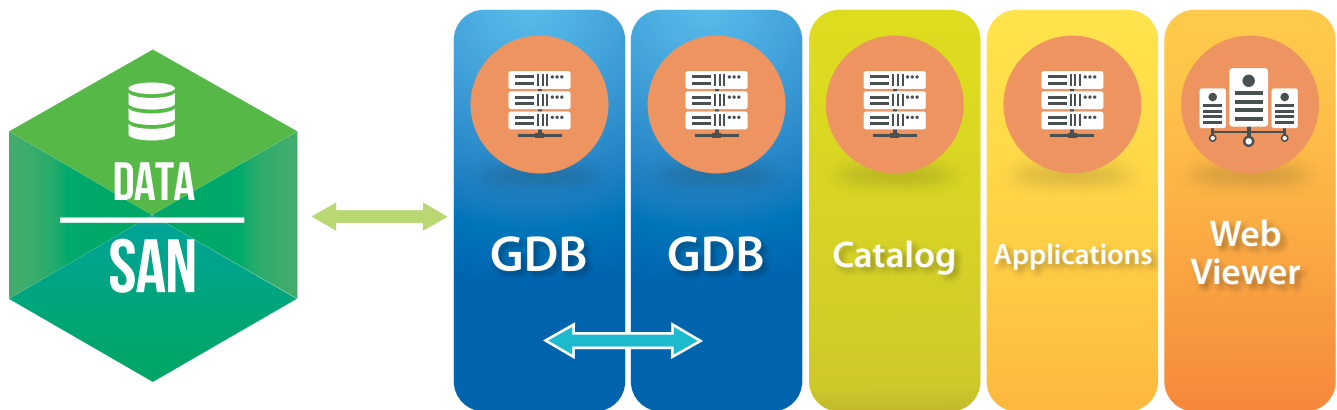 DATA
SAN
GDB
GDB
Catalog
Applications
Web
Viewer